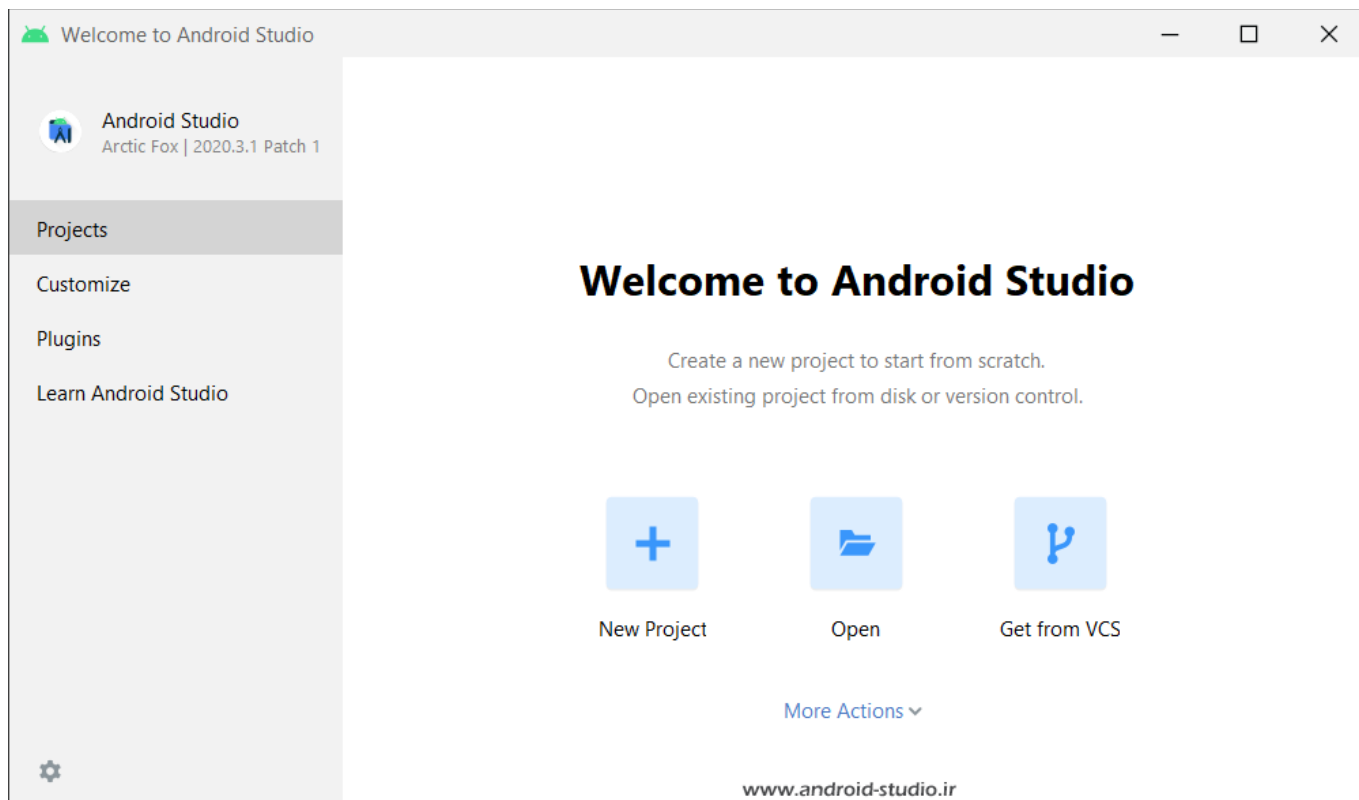 Welcome to Android Studio
Android Studio
Arctic Fox | 2020.3.1 Patch 1
Projects
Customize
Plugins
Learn Android Studio
Welcome to Android Studio
Create a new project to start from scratch.
Open existing project from disk or version control.
New Project
Open
Get from VCS
More Actions
www.android-studio.ir